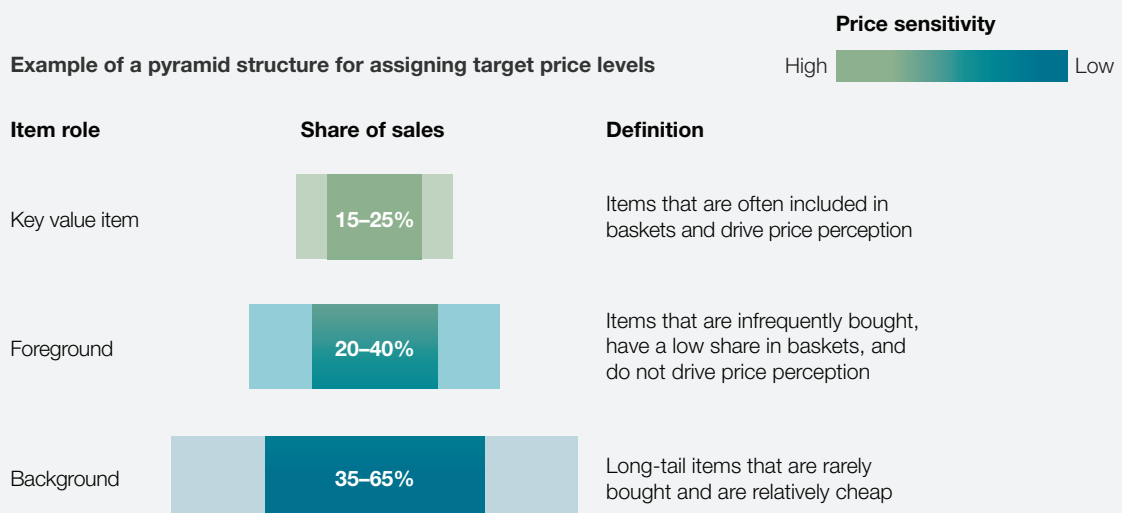 Price sensitivity
Example of a pyramid structure for assigning target price levels
High
Low
Item role
Share of sales
Definition
Key value item
15–25%
Items that are often included in
baskets and drive price perception
Foreground
20–40%
Items that are infrequently bought,
have a low share in baskets, and
do not drive price perception
Background
35–65%
Long-tail items that are rarely
bought and are relatively cheap